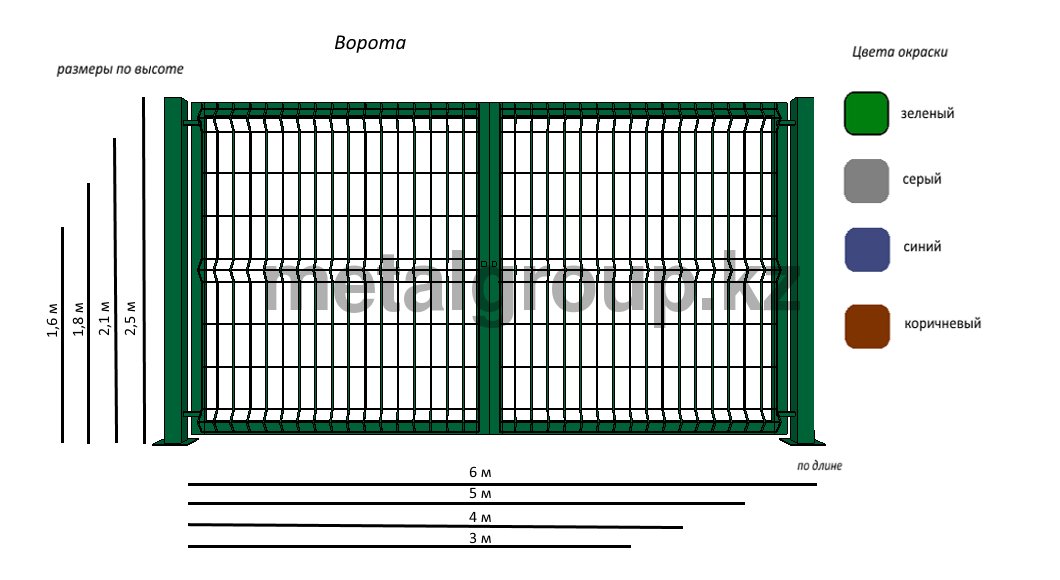 Ворота
Цвета окраски
размеры по высоте
зеленый
серый
синий
коричневый
metalgroup.kz
1,6 м
1,8 м
2,1 м
2,5 м
по длине
6 м
5 м
4 м
3 м